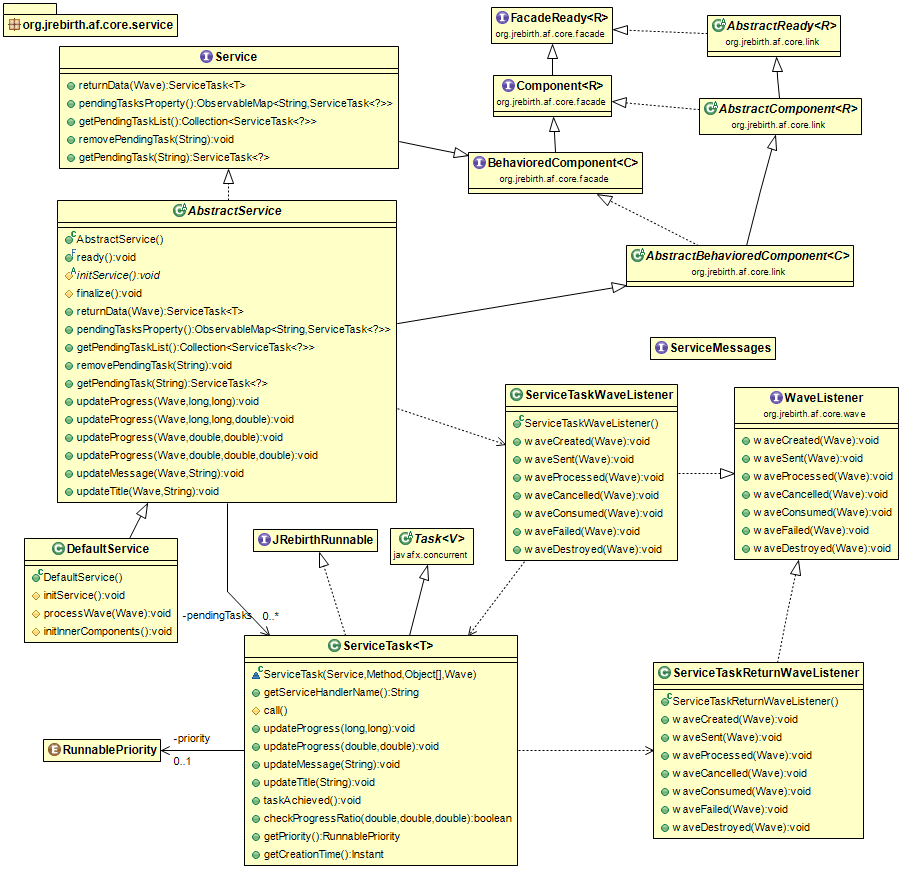 org.jrebirth.af.core.service
FacadeReady<R>
org.jrebirth.af.core.facade
AbstractReady<R>
org.jrebirth.af.core.link
Service
returnData(Wave):ServiceTask<T>
pendingTasksProperty():ObservableMap<String,ServiceTask<?>>
getPendingTaskList():Collection<ServiceTask<?>>
removePendingTask(String):void
getPendingTask(String):ServiceTask<?>
Component<R>
org.jrebirth.af.core.facade
AbstractComponent<R>
org.jrebirth.af.core.link
BehavioredComponent<C>
org.jrebirth.af.core.facade
AbstractService
AbstractService()
ready():void
initService():void
finalize():void
returnData(Wave):ServiceTask<T>
pendingTasksProperty():ObservableMap<String,ServiceTask<?>>
getPendingTaskList():Collection<ServiceTask<?>>
removePendingTask(String):void
getPendingTask(String):ServiceTask<?>
updateProgress(Wave,long,long):void
updateProgress(Wave,long,long,double):void
updateProgress(Wave,double,double):void
updateProgress(Wave,double,double,double):void
updateMessage(Wave,String):void
updateTitle(Wave,String):void
AbstractBehavioredComponent<C>
org.jrebirth.af.core.link
ServiceMessages
ServiceTaskWaveListener
ServiceTaskWaveListener()
waveCreated(Wave):void
waveSent(Wave):void
waveProcessed(Wave):void
waveCancelled(Wave):void
waveConsumed(Wave):void
waveFailed(Wave):void
waveDestroyed(Wave):void
WaveListener
org.jrebirth.af.core.wave
waveCreated(Wave):void
waveSent(Wave):void
waveProcessed(Wave):void
waveCancelled(Wave):void
waveConsumed(Wave):void
waveFailed(Wave):void
waveDestroyed(Wave):void
DefaultService
DefaultService()
initService():void
processWave(Wave):void
initInnerComponents():void
JRebirthRunnable
Task<V>
javafx.concurrent
-pendingTasks 0..*
ServiceTask<T>
ServiceTask(Service,Method,Object[],Wave)
getServiceHandlerName():String
call()
updateProgress(long,long):void
updateProgress(double,double):void
updateMessage(String):void
updateTitle(String):void
taskAchieved():void
checkProgressRatio(double,double,double):boolean
getPriority():RunnablePriority
getCreationTime():Instant
RunnablePriority
-priority
0..1
ServiceTaskReturnWaveListener
ServiceTaskReturnWaveListener()
waveCreated(Wave):void
waveSent(Wave):void
waveProcessed(Wave):void
waveCancelled(Wave):void
waveConsumed(Wave):void
waveFailed(Wave):void
waveDestroyed(Wave):void